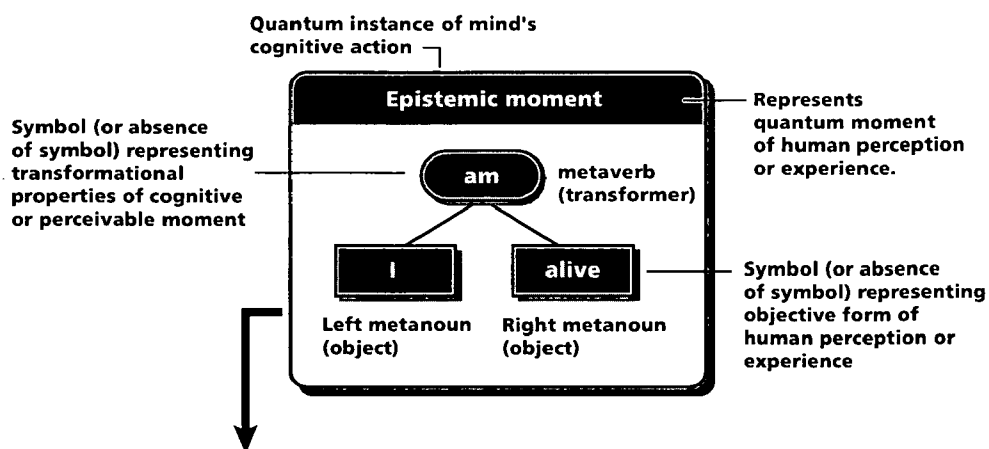 Quantum instance of mind's
cognitive action
Epistemic moment
Represents
quantum moment
of human perception
or experience.
Symbol (or absence
of symbol) representing
transformational
properties of cognitive
or perceivable moment
am
metaverb
(transformer)
I
alive
Left metanoun
(object)
Right metanoun
(object)
Symbol (or absence
of symbol) representing
objective form of
human perception or
experience